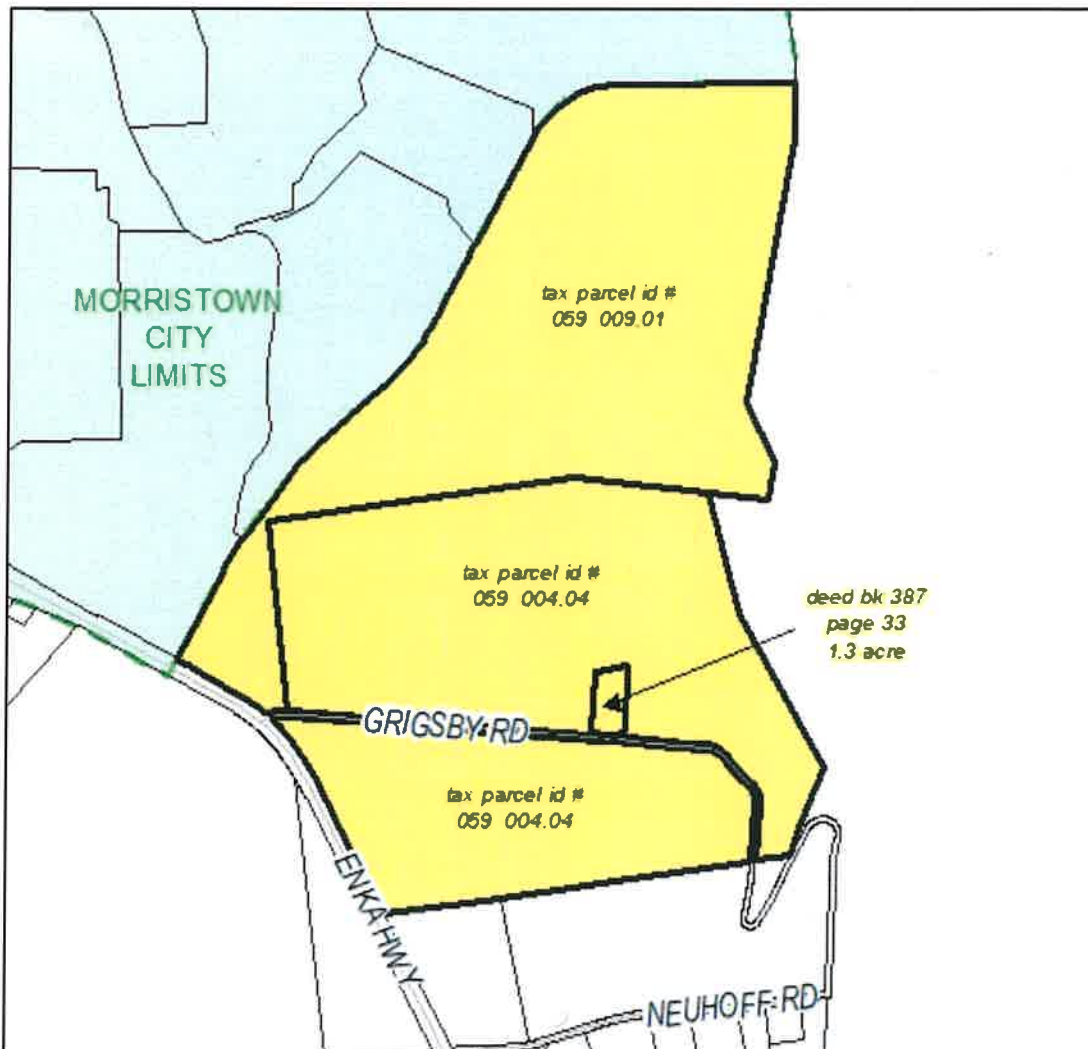 tax parcel id #
059 009.01
MORRISTOWN
CITY
LIMITS
tax parcel id #
059 004.04
deed bk 387
page 33
1.3 acre
GRIGSBY RD
tax parcel id #
059 004.04
ENKA HWY
NEUHOFF RD